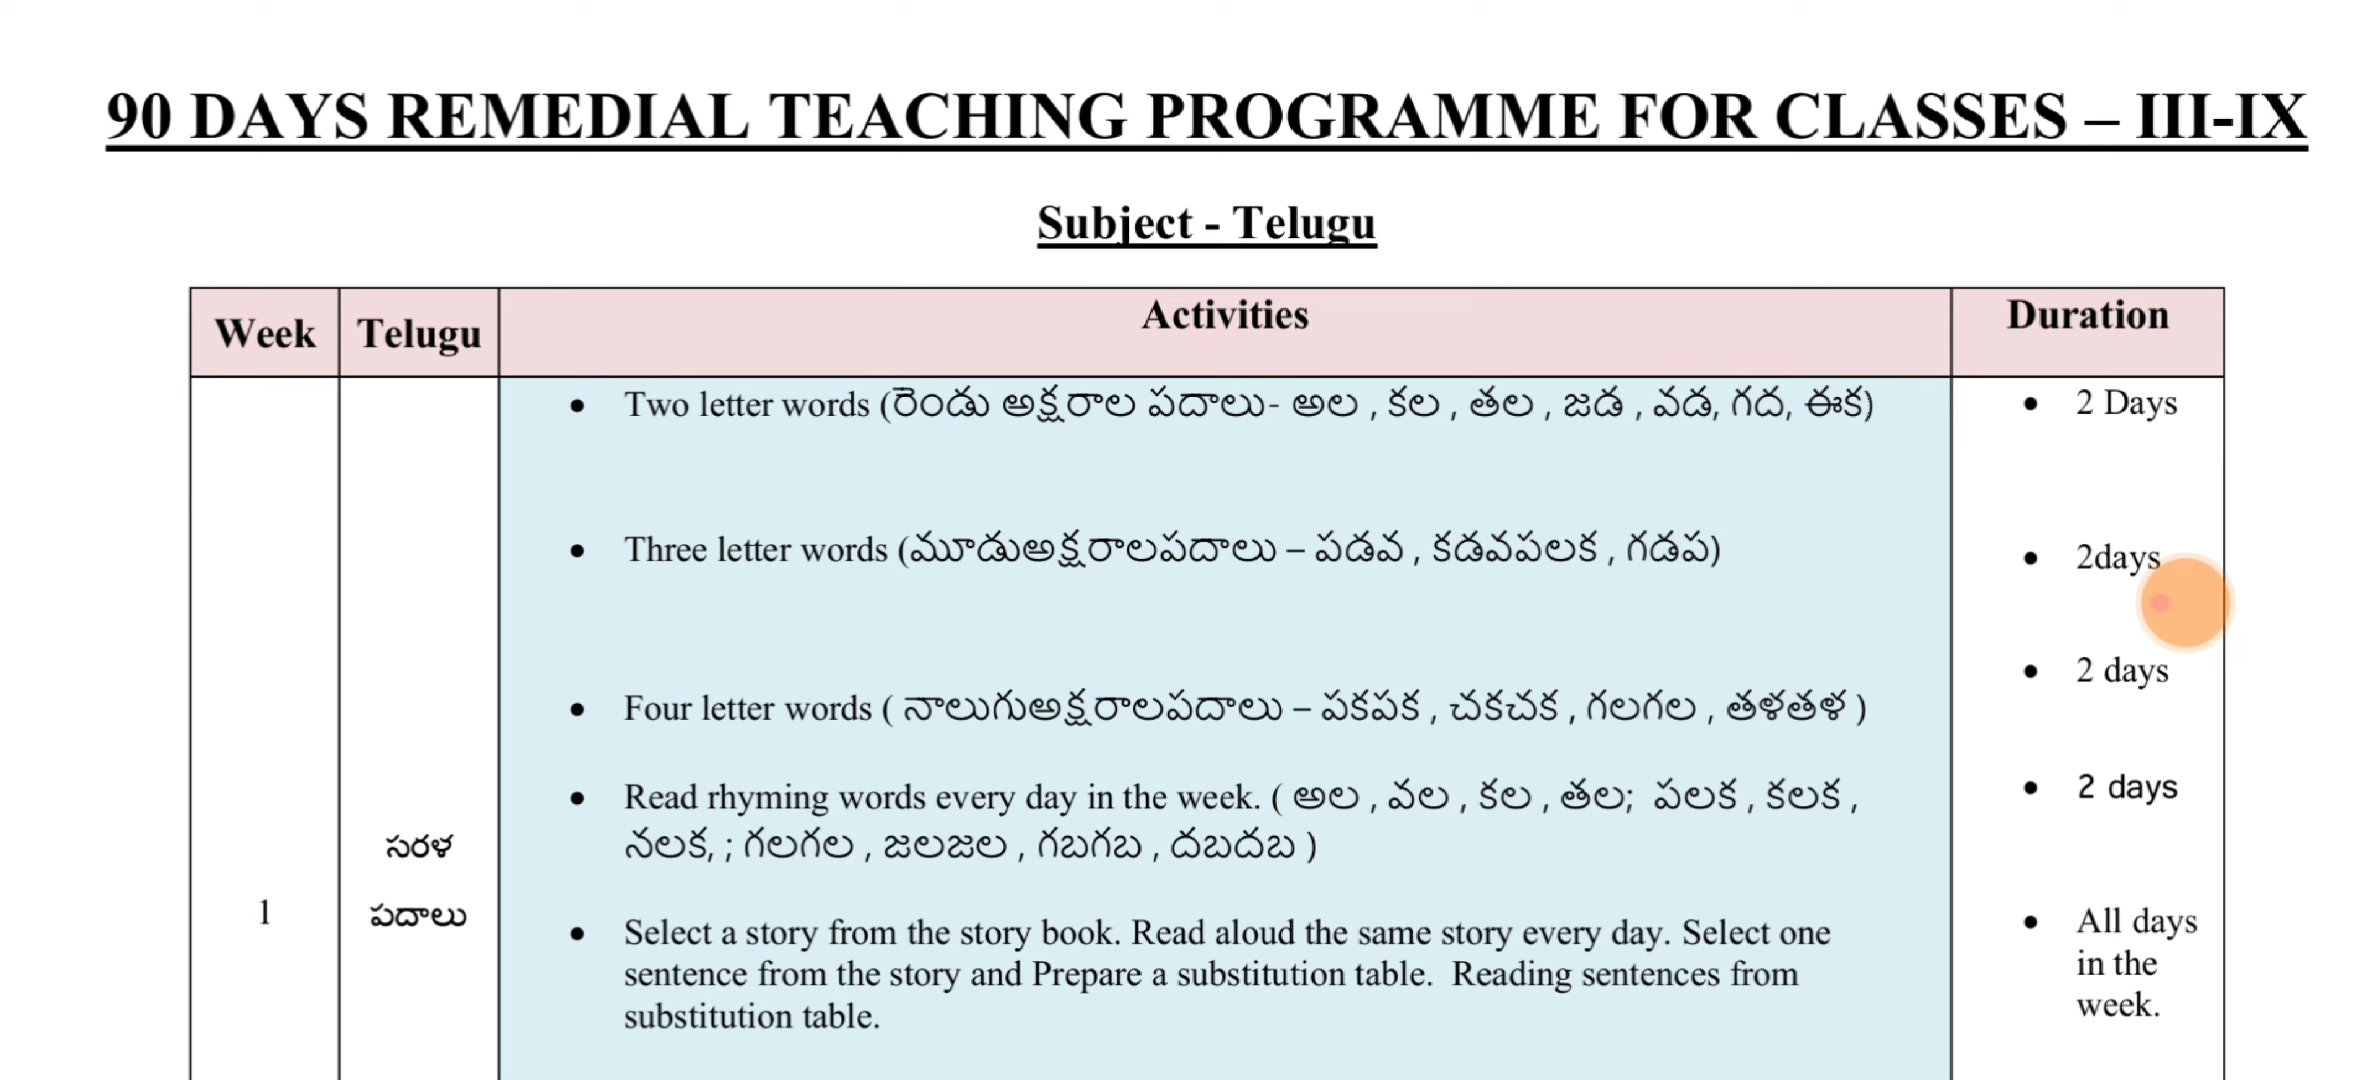 90 DAYS REMEDIAL TEACHING PROGRAMME FOR CLASSES – III-IX
Subject - Telugu
Week Telugu Activities Duration
• Two letter words (రెండు అక్షరాల పదాలు- అల , కల , తల , జడ , వడ, గద, ఈక)
• 2 Days
• Three letter words (మూడుఅక్షరాలపదాలు – పడవ , కడవపలక , గడప)
• 2days
• Four letter words ( నాలుగుఅక్షరాలపదాలు – పకపక , చకచక , గలగల , తళతళ )
• 2 days
• Read rhyming words every day in the week. ( అల , వల , కల , తల; పలక , కలక ,
నలక, ; గలగల , జలజల , గబగబ , దబదబ )
• 2 days
1
సరళ
పదాలు
• Select a story from the story book. Read aloud the same story every day. Select one
sentence from the story and Prepare a substitution table. Reading sentences from
substitution table.
• All days
in the
week.